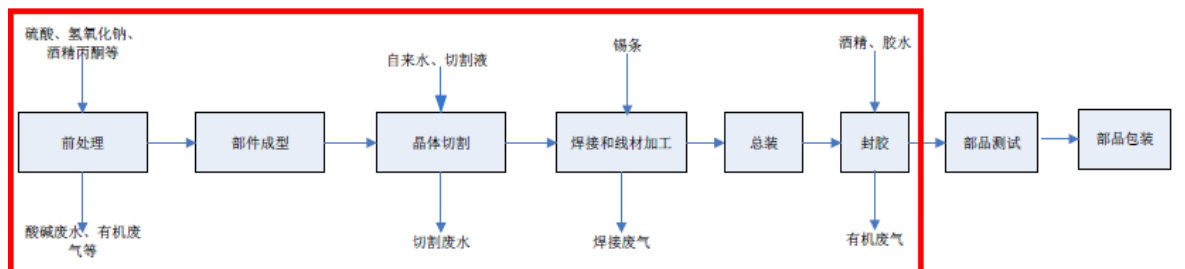 硫酸、氢氧化钠、
酒精丙酮等
自来水、切割液
锡条
酒精、胶水
前处理
部件成型
晶体切割
焊接和线材加工
总装
封胶
部品测试
部品包装
酸碱废水、有机废
气等
切割废水
焊接废气
有机废气